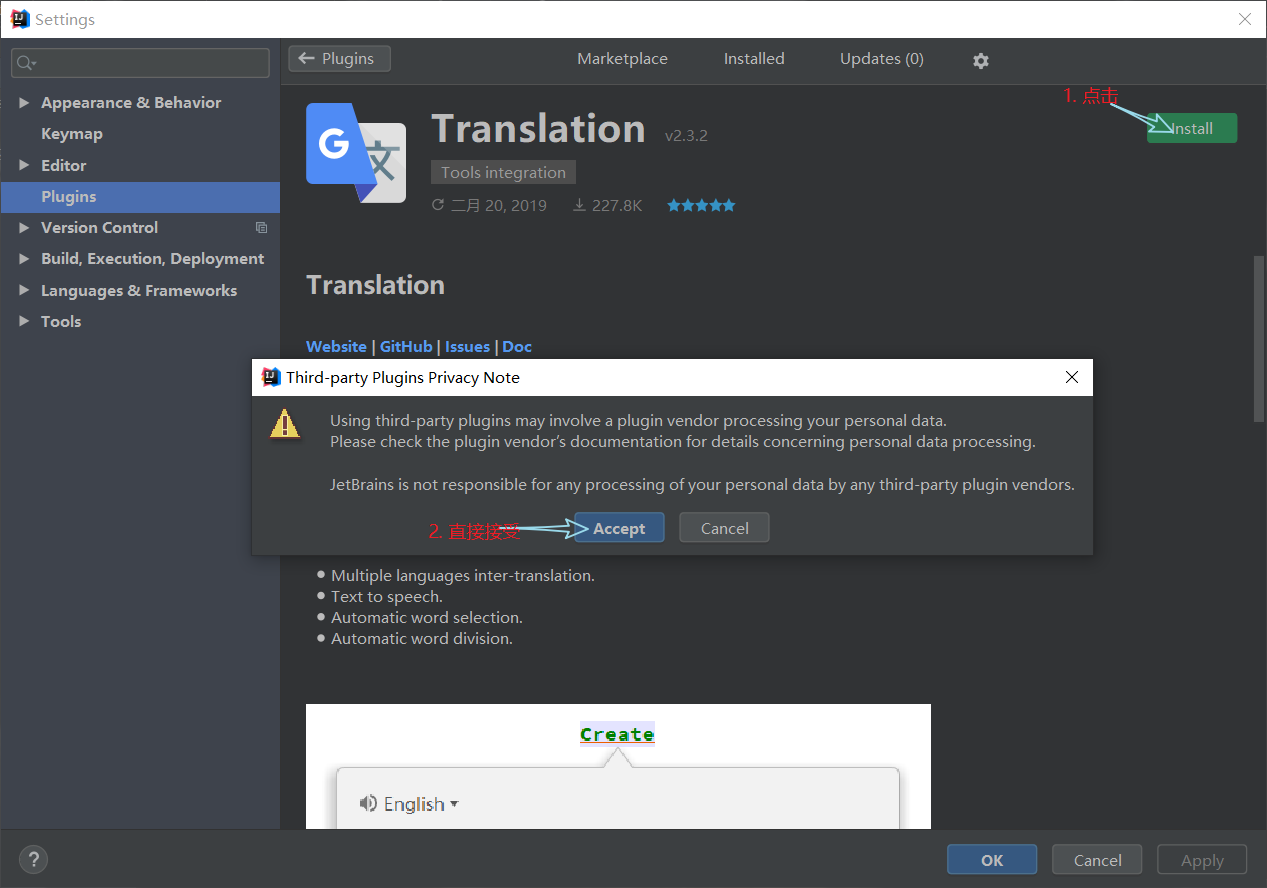 Settings
Plugins
Marketplace
Installed
Updates (0)
Appearance & Behavior
Keymap
Editor
Plugins
Version Control
Build, Execution, Deployment
Languages & Frameworks
Tools
1. 点击
Install
G 文
Translation v2.3.2
Tools integration
二月 20, 2019 227.8K
Translation
Website | GitHub | Issues | Doc
Third-party Plugins Privacy Note
Using third-party plugins may involve a plugin vendor processing your personal data.
Please check the plugin vendor’s documentation for details concerning personal data processing.
JetBrains is not responsible for any processing of your personal data by any third-party plugin vendors.
2. 直接接受
Accept
Cancel
Multiple languages inter-translation.
Text to speech.
Automatic word selection.
Automatic word division.
Create
English
?
OK
Cancel
Apply